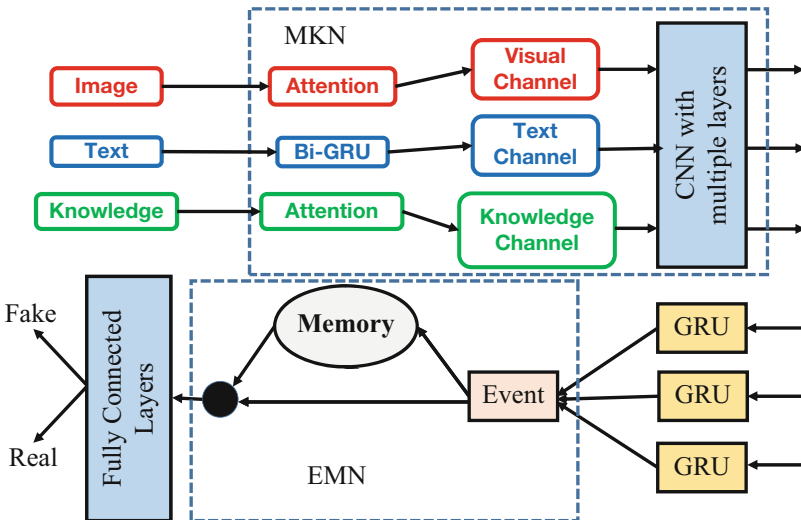 MKN
Image
Attention
Visual
Channel
Text
Bi-GRU
Text
Channel
Knowledge
Attention
Knowledge
Channel
CNN with
multiple layers
Fake
Real
Fully Connected
Layers
Memory
Event
EMN
GRU
GRU
GRU